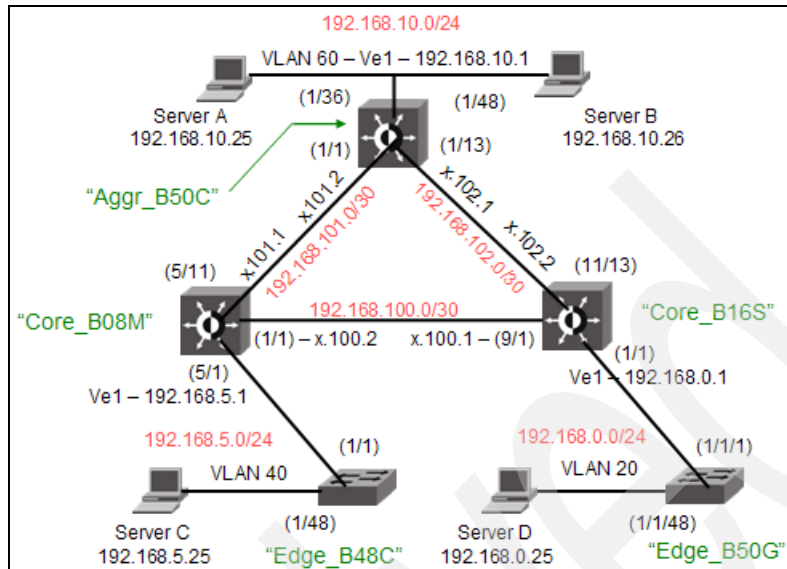 192.168.10.0/24
VLAN 60 – Ve1 – 192.168.10.1
(1/36)
(1/48)
Server A
192.168.10.25
Server B
192.168.10.26
(1/1)
(1/13)
“Aggr_B50C”
x.101.2
x.102.1
x.101.1
192.168.101.0/30
192.168.102.0/30
x.102.2
(5/11)
(11/13)
“Core_B08M”
192.168.100.0/30
“Core_B16S”
(1/1) – x.100.2
x.100.1 – (9/1)
(5/1)
(1/1)
Ve1 – 192.168.5.1
Ve1 – 192.168.0.1
192.168.5.0/24
(1/1)
192.168.0.0/24
(1/1/1)
VLAN 40
VLAN 20
Server C
192.168.5.25
(1/48)
“Edge_B48C”
Server D
192.168.0.25
(1/1/48)
“Edge_B50G”